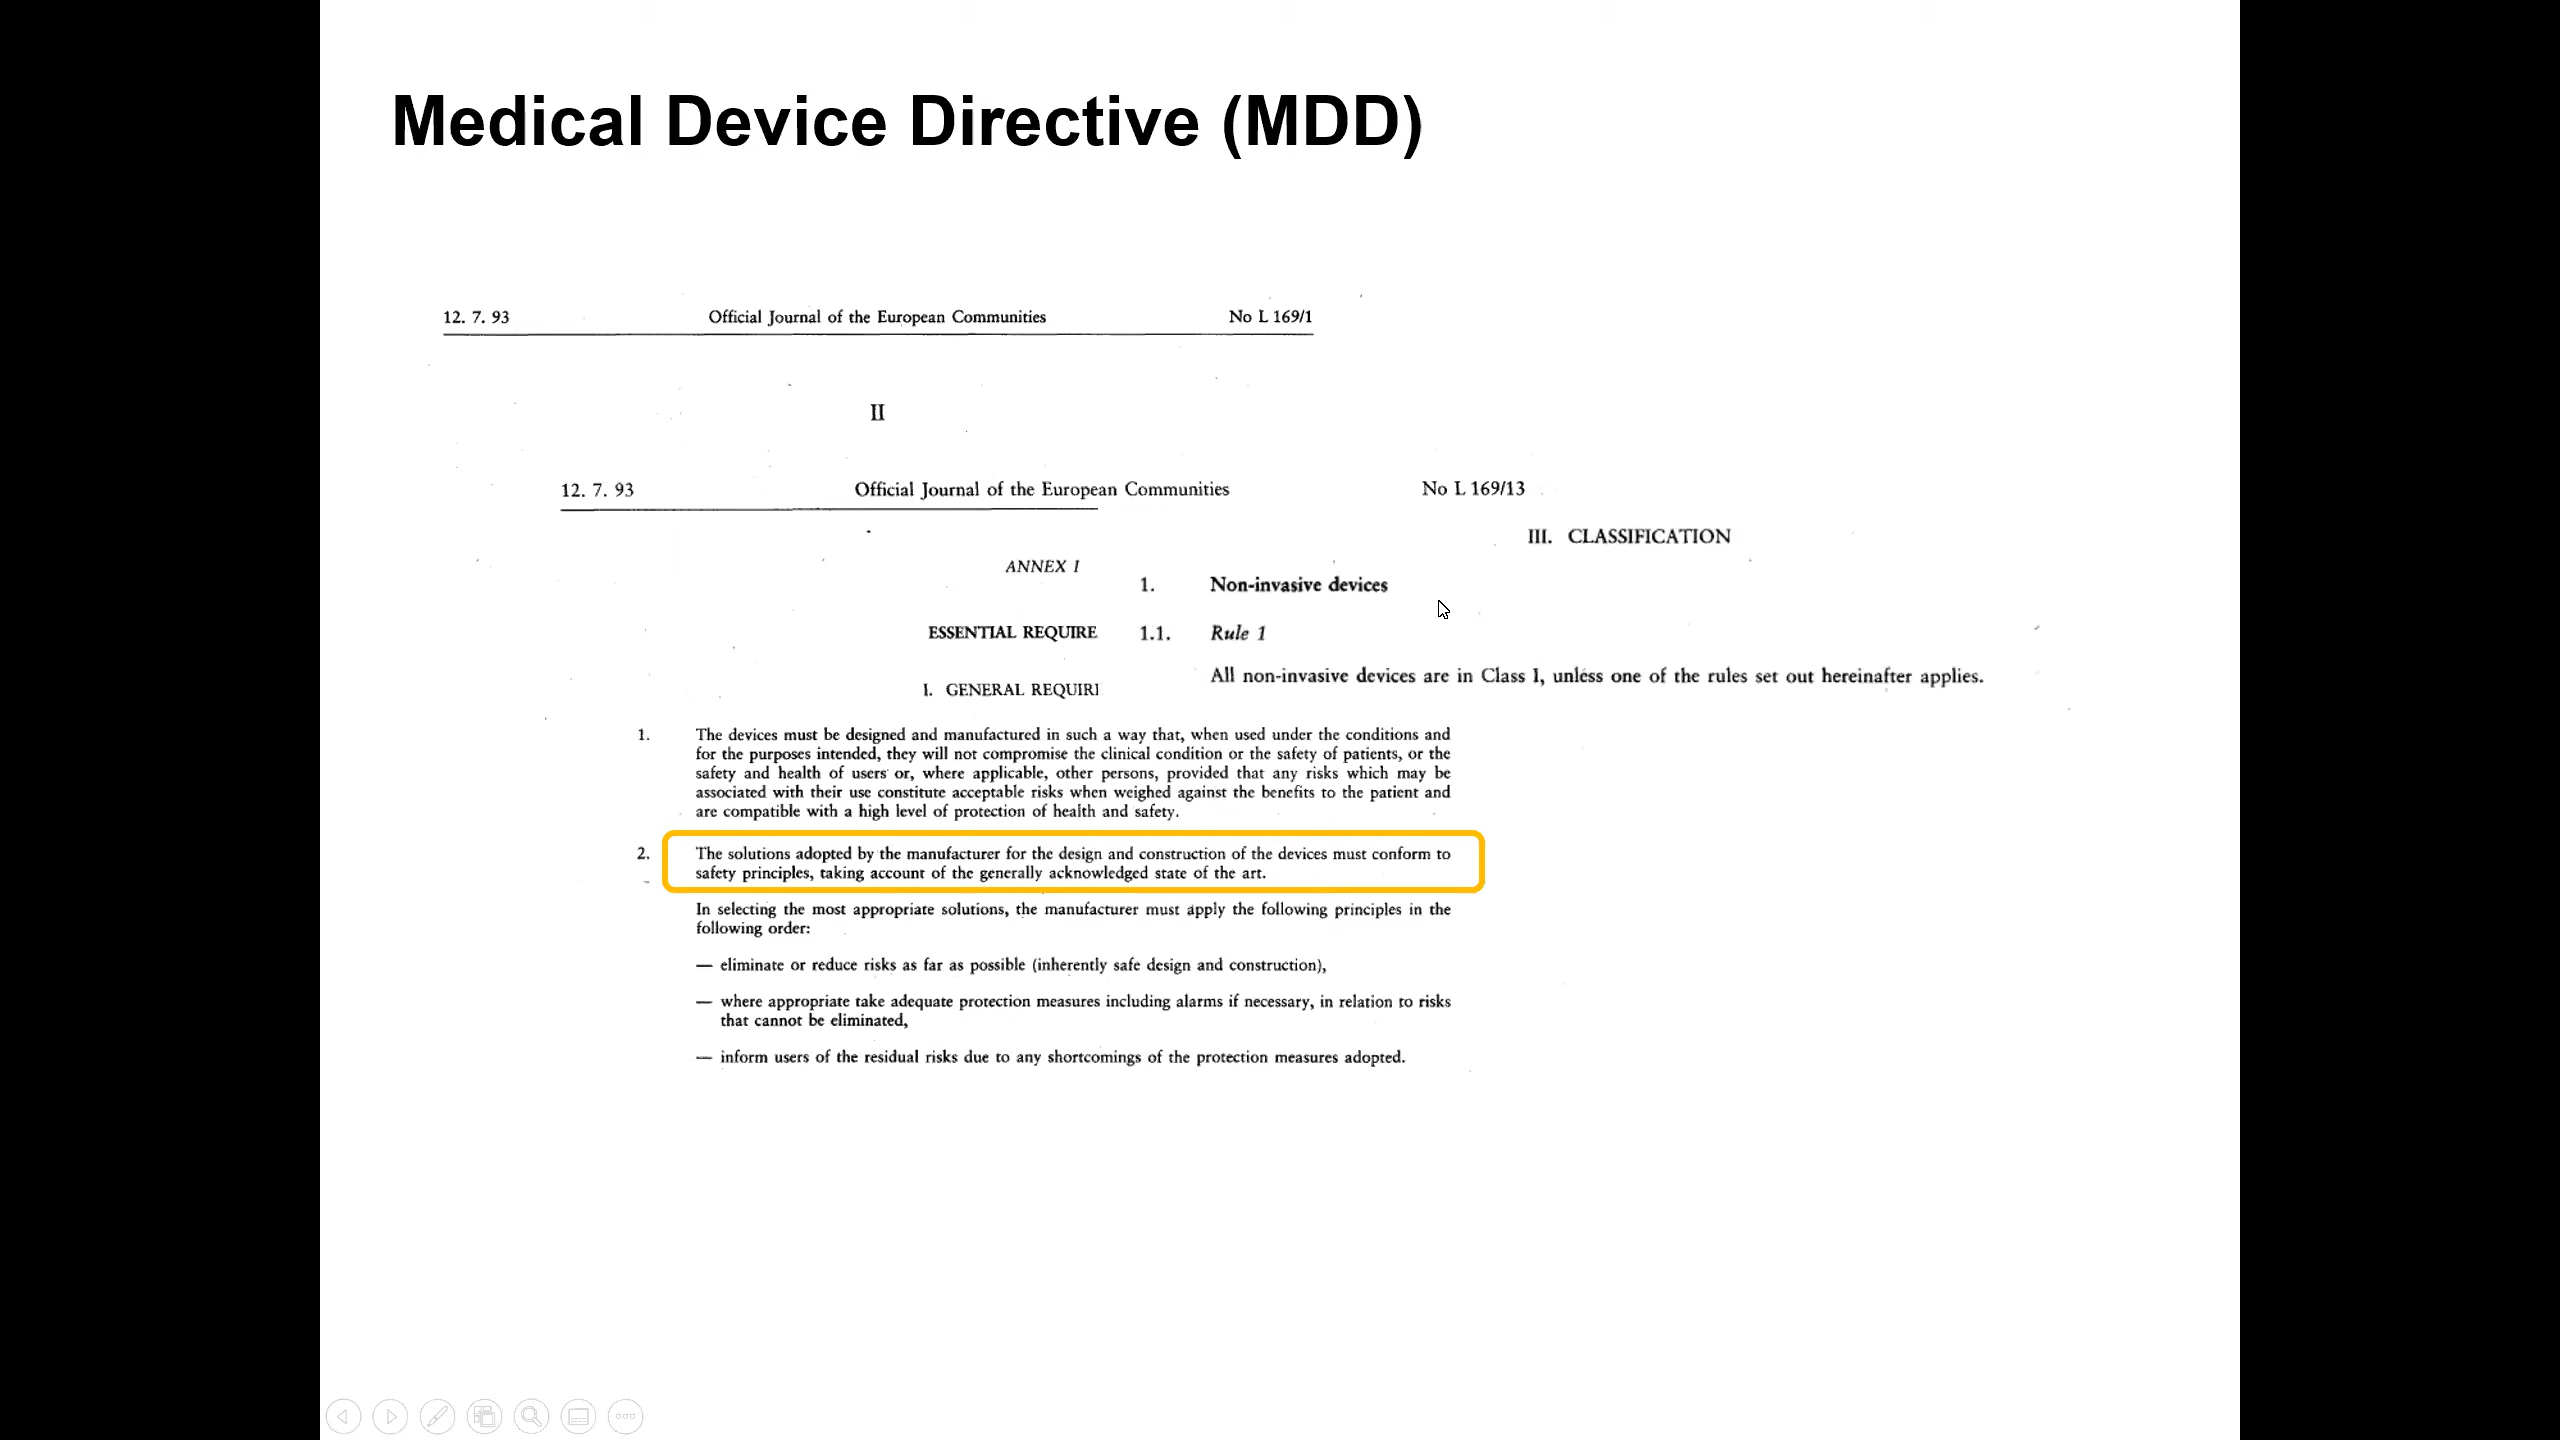 Medical Device Directive (MDD)
12. 7. 93 Official Journal of the European Communities No L 169/1
II
12. 7. 93 Official Journal of the European Communities No L 169/13
III. CLASSIFICATION
ANNEX I
1. Non-invasive devices
ESSENTIAL REQUIRE
1.1. Rule 1
All non-invasive devices are in Class I, unless one of the rules set out hereinafter applies.
I. GENERAL REQUIRI
1. The devices must be designed and manufactured in such a way that, when used under the conditions and
for the purposes intended, they will not compromise the clinical condition or the safety of patients, or the
safety and health of users or, where applicable, other persons, provided that any risks which may be
associated with their use constitute acceptable risks when weighed against the benefits to the patient and
are compatible with a high level of protection of health and safety.
2. The solutions adopted by the manufacturer for the design and construction of the devices must conform to
safety principles, taking account of the generally acknowledged state of the art.
In selecting the most appropriate solutions, the manufacturer must apply the following principles in the
following order:
— eliminate or reduce risks as far as possible (inherently safe design and construction),
— where appropriate take adequate protection measures including alarms if necessary, in relation to risks
that cannot be eliminated,
— inform users of the residual risks due to any shortcomings of the protection measures adopted.